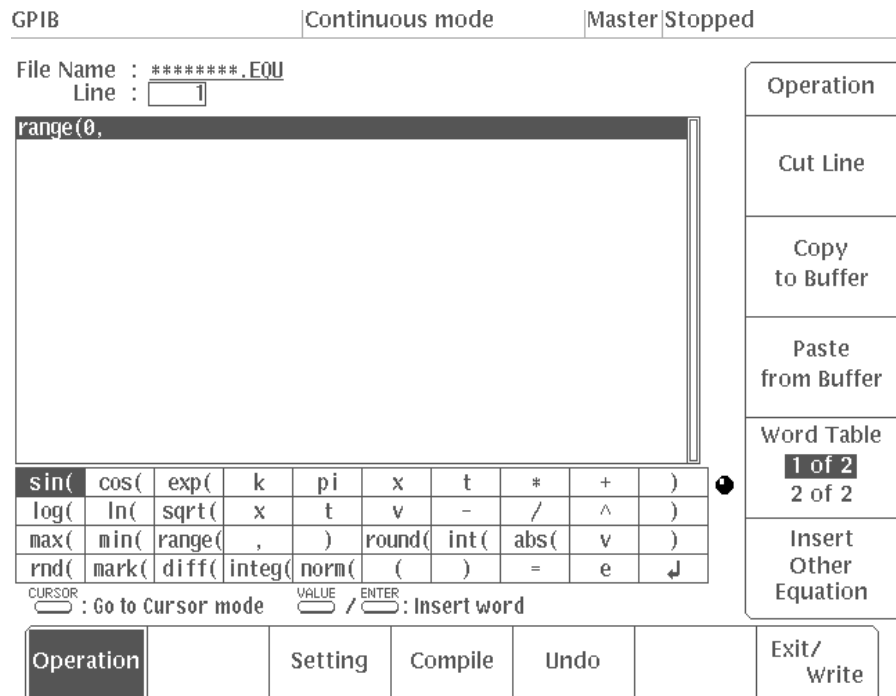 GPIB Continuous mode Master Stopped
File Name : ********.EQU
Line : 1
range(0,
sin( cos( exp( k pi x t * + )
log( ln( sqrt( x t v - / ^ )
max( min( range( , ) round( int( abs( v )
rnd( mark( diff( integ( norm( ( ) = e ↲
CURSOR : Go to Cursor mode VALUE / ENTER : Insert word
Operation
Cut Line
Copy
to Buffer
Paste
from Buffer
Word Table
1 of 2
2 of 2
Insert
Other
Equation
Operation Setting Compile Undo Exit/
Write